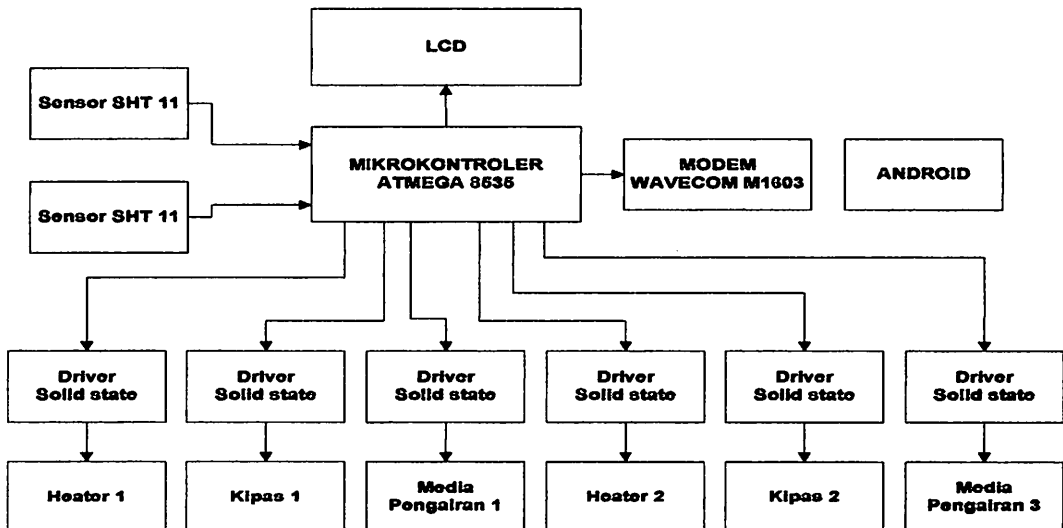 LCD
Sensor SHT 11
MIKROKONTROLER
ATMEGA 8535
MODEM
WAVECOM M1603
ANDROID
Sensor SHT 11
Driver
Solid state
Driver
Solid state
Driver
Solid state
Driver
Solid state
Driver
Solid state
Driver
Solid state
Heater 1
Kipas 1
Media
Pengairan 1
Heater 2
Kipas 2
Media
Pengairan 3